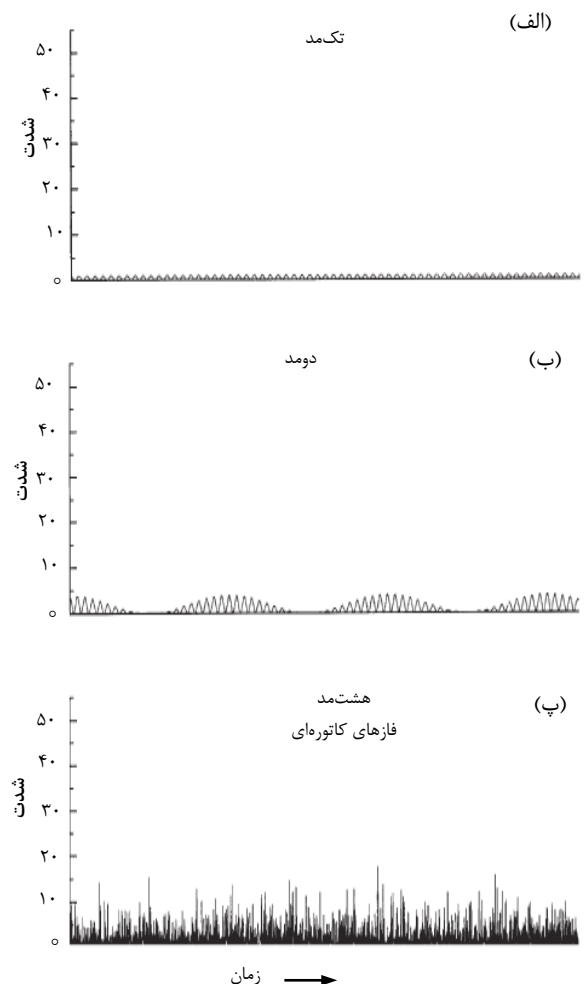 (الف)
تک‌مد
۵۰
۴۰
۳۰
۲۰
۱۰
۰
شدت
(ب)
دومد
۵۰
۴۰
۳۰
۲۰
۱۰
۰
شدت
(پ)
هشت‌مد
فازهای کاتوره‌ای
۵۰
۴۰
۳۰
۲۰
۱۰
۰
شدت
زمان